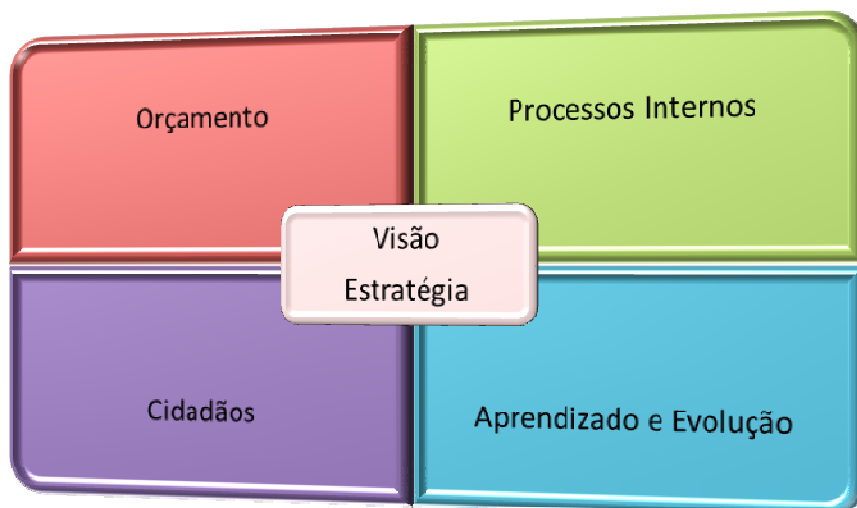 Orçamento
Processos Internos
Visão
Estratégia
Cidadãos
Aprendizado e Evolução